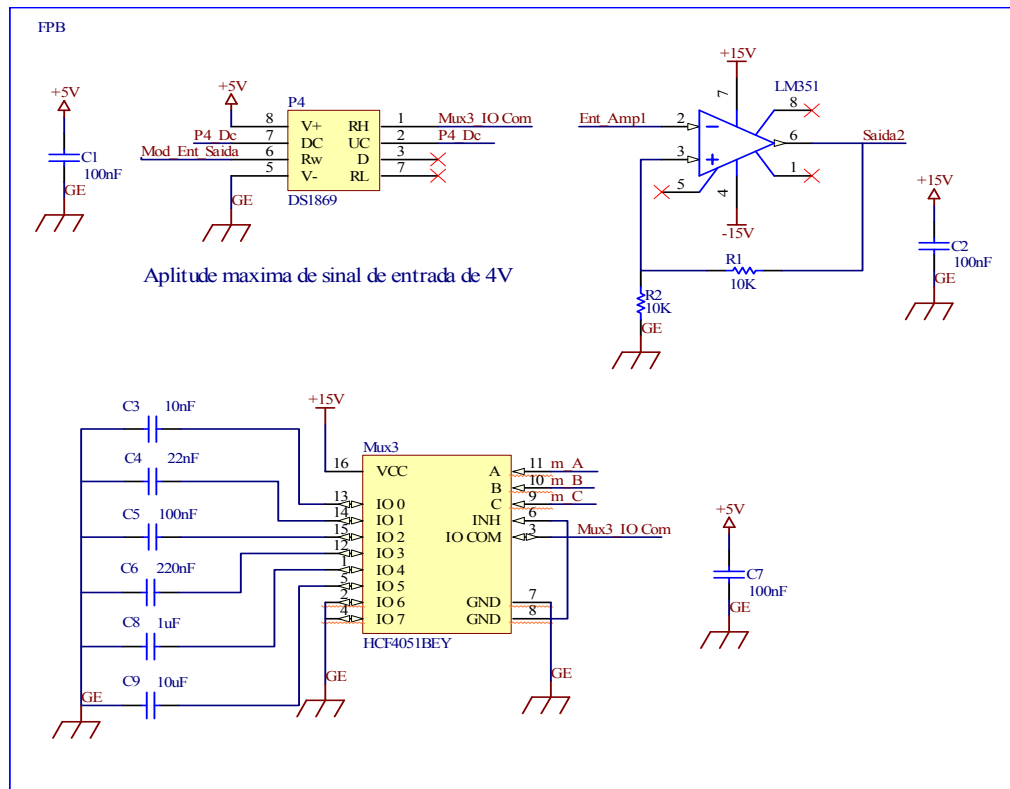 FPB
+5V
C1
100nF
GE
+5V
P4
8 V+ RH 1 Mux3_IO Com
P4_Dc 7 DC UC 2 P4_Dc
Mod_Ent_Saida 6 Rw D 3
5 V- RL 7
GE
DS1869
Aplitude maxima de sinal de entrada de 4V
+15V
LM351
7
8
Ent_Amp1 2
6 Saida2
3
5
1
4
-15V
R1
10K
R2
10K
GE
+15V
C2
100nF
GE
C3 10nF
C4 22nF
C5 100nF
C6 220nF
C8 1uF
C9 10uF
GE
+15V
Mux3
16 VCC A 11 m_A
B 10 m_B
13 IO 0 C 9 m_C
14 IO 1 INH 6
15 IO 2 IO COM 3 Mux3_IO Com
12 IO 3
1 IO 4
5 IO 5
2 IO 6 GND 7
4 IO 7 GND 8
HCF4051BEY
GE
GE
+5V
C7
100nF
GE